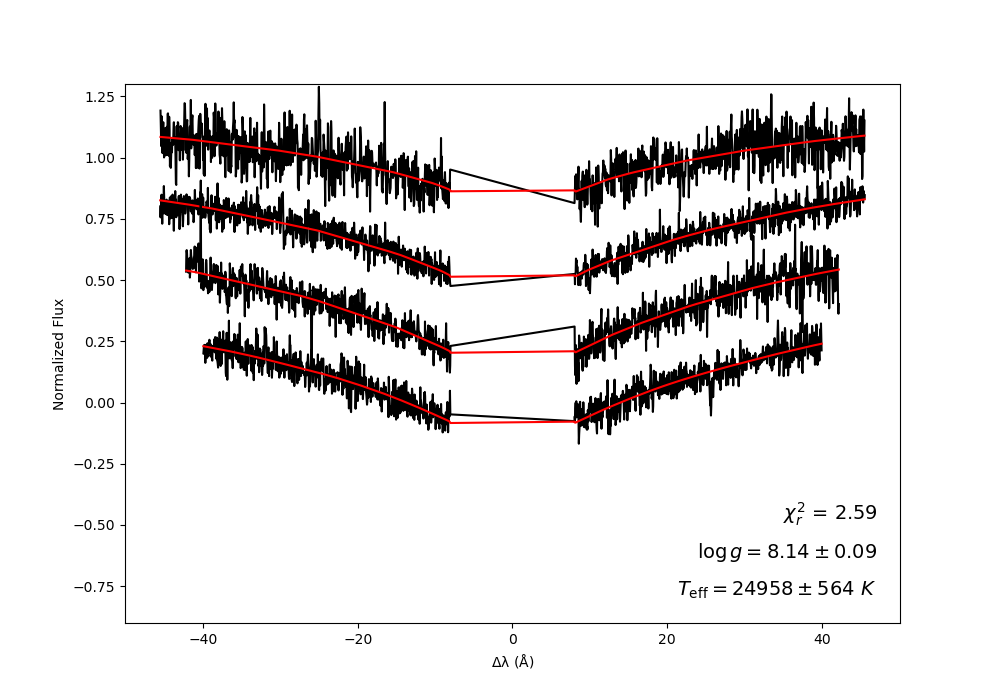 1.25
1.00
0.75
0.50
0.25
0.00
−0.25
−0.50
−0.75
Normalized Flux
χ²ᵣ = 2.59
log g = 8.14 ± 0.09
T_eff = 24958 ± 564 K
−40 −20 0 20 40
Δλ (Å)